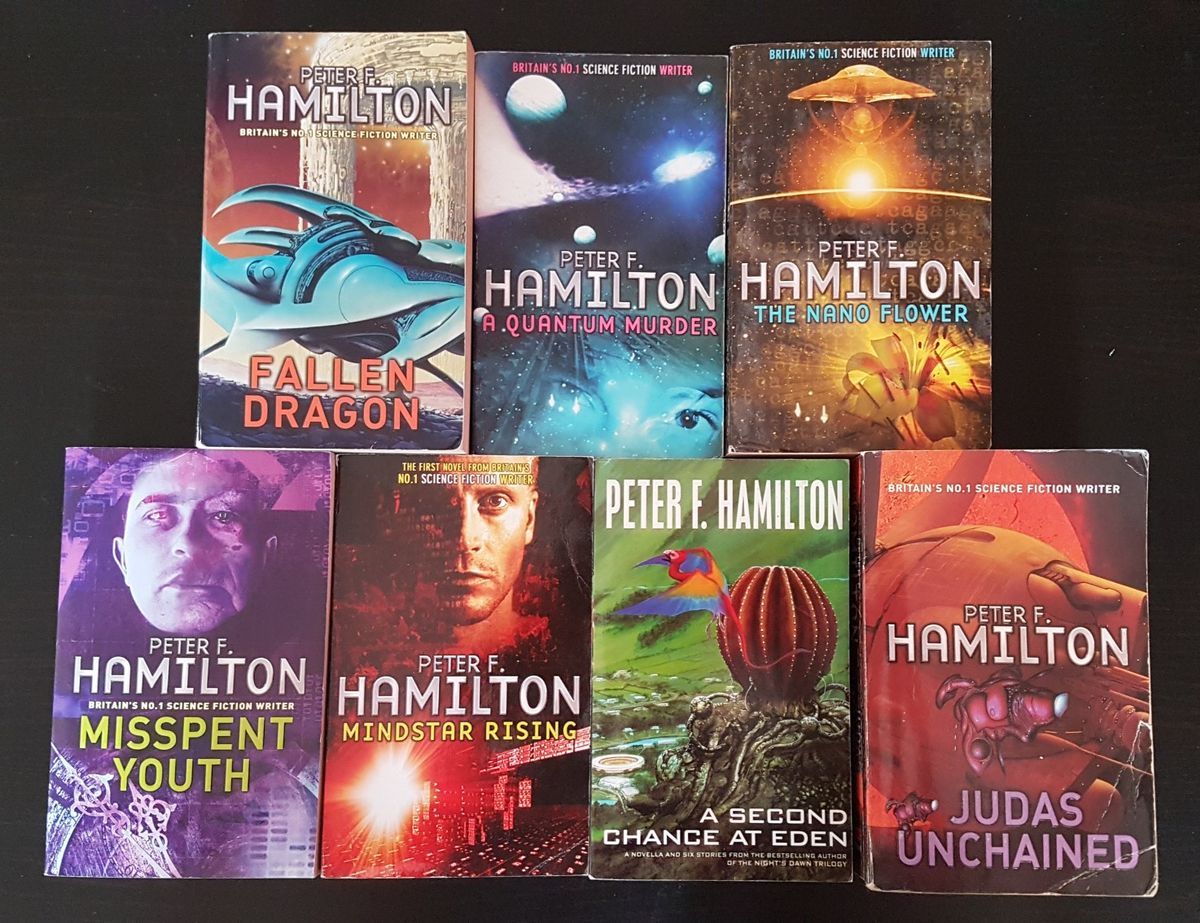 PETER F.
HAMILTON
BRITAIN'S NO.1 SCIENCE FICTION WRITER
FALLEN
DRAGON
BRITAIN'S NO.1 SCIENCE FICTION WRITER
PETER F.
HAMILTON
A QUANTUM MURDER
BRITAIN'S NO.1 SCIENCE FICTION WRITER
PETER F.
HAMILTON
THE NANO FLOWER
PETER F.
HAMILTON
BRITAIN'S NO.1 SCIENCE FICTION WRITER
MISSPENT
YOUTH
THE FIRST NOVEL FROM BRITAIN'S
NO.1 SCIENCE FICTION WRITER
PETER F.
HAMILTON
MINDSTAR RISING
PETER F. HAMILTON
A SECOND
CHANCE AT EDEN
A NOVELLA AND SIX STORIES FROM THE BESTSELLING AUTHOR
OF THE NIGHT'S DAWN TRILOGY
BRITAIN'S NO.1 SCIENCE FICTION WRITER
PETER F.
HAMILTON
JUDAS
UNCHAINED